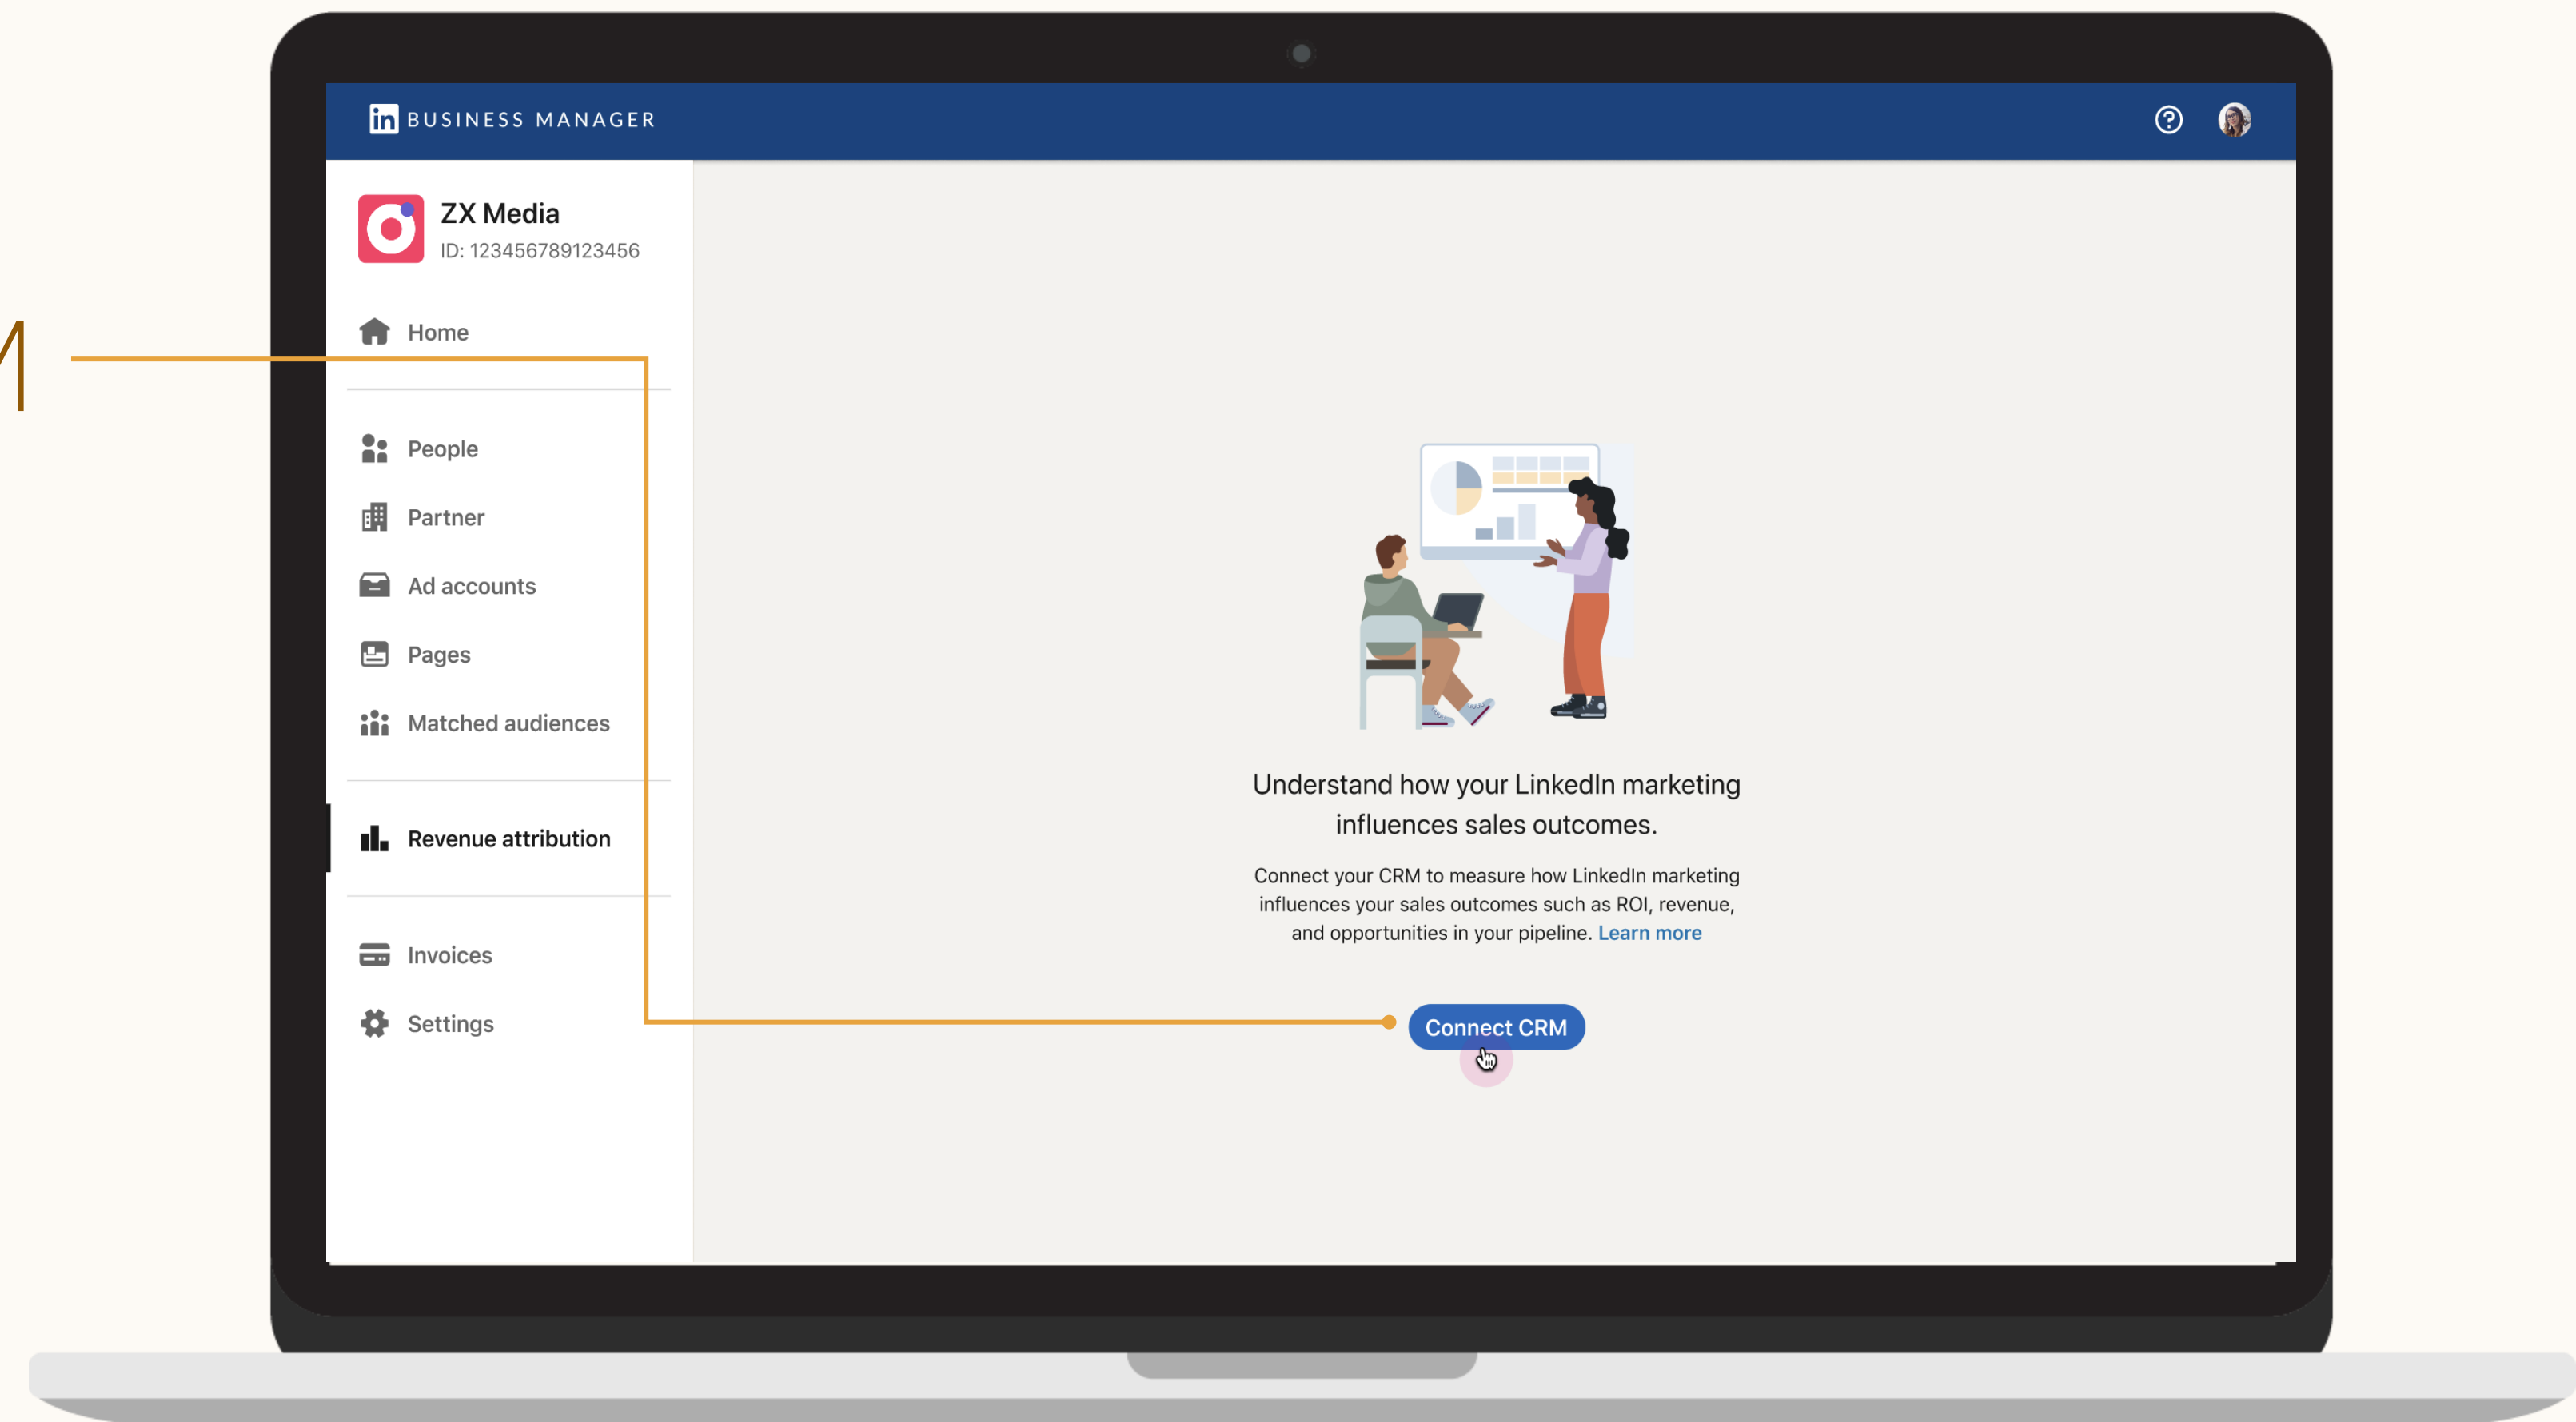 M
in BUSINESS MANAGER
ZX Media
ID: 123456789123456
Home
People
Partner
Ad accounts
Pages
Matched audiences
Revenue attribution
Invoices
Settings
Understand how your LinkedIn marketing
influences sales outcomes.
Connect your CRM to measure how LinkedIn marketing
influences your sales outcomes such as ROI, revenue,
and opportunities in your pipeline. Learn more
Connect CRM